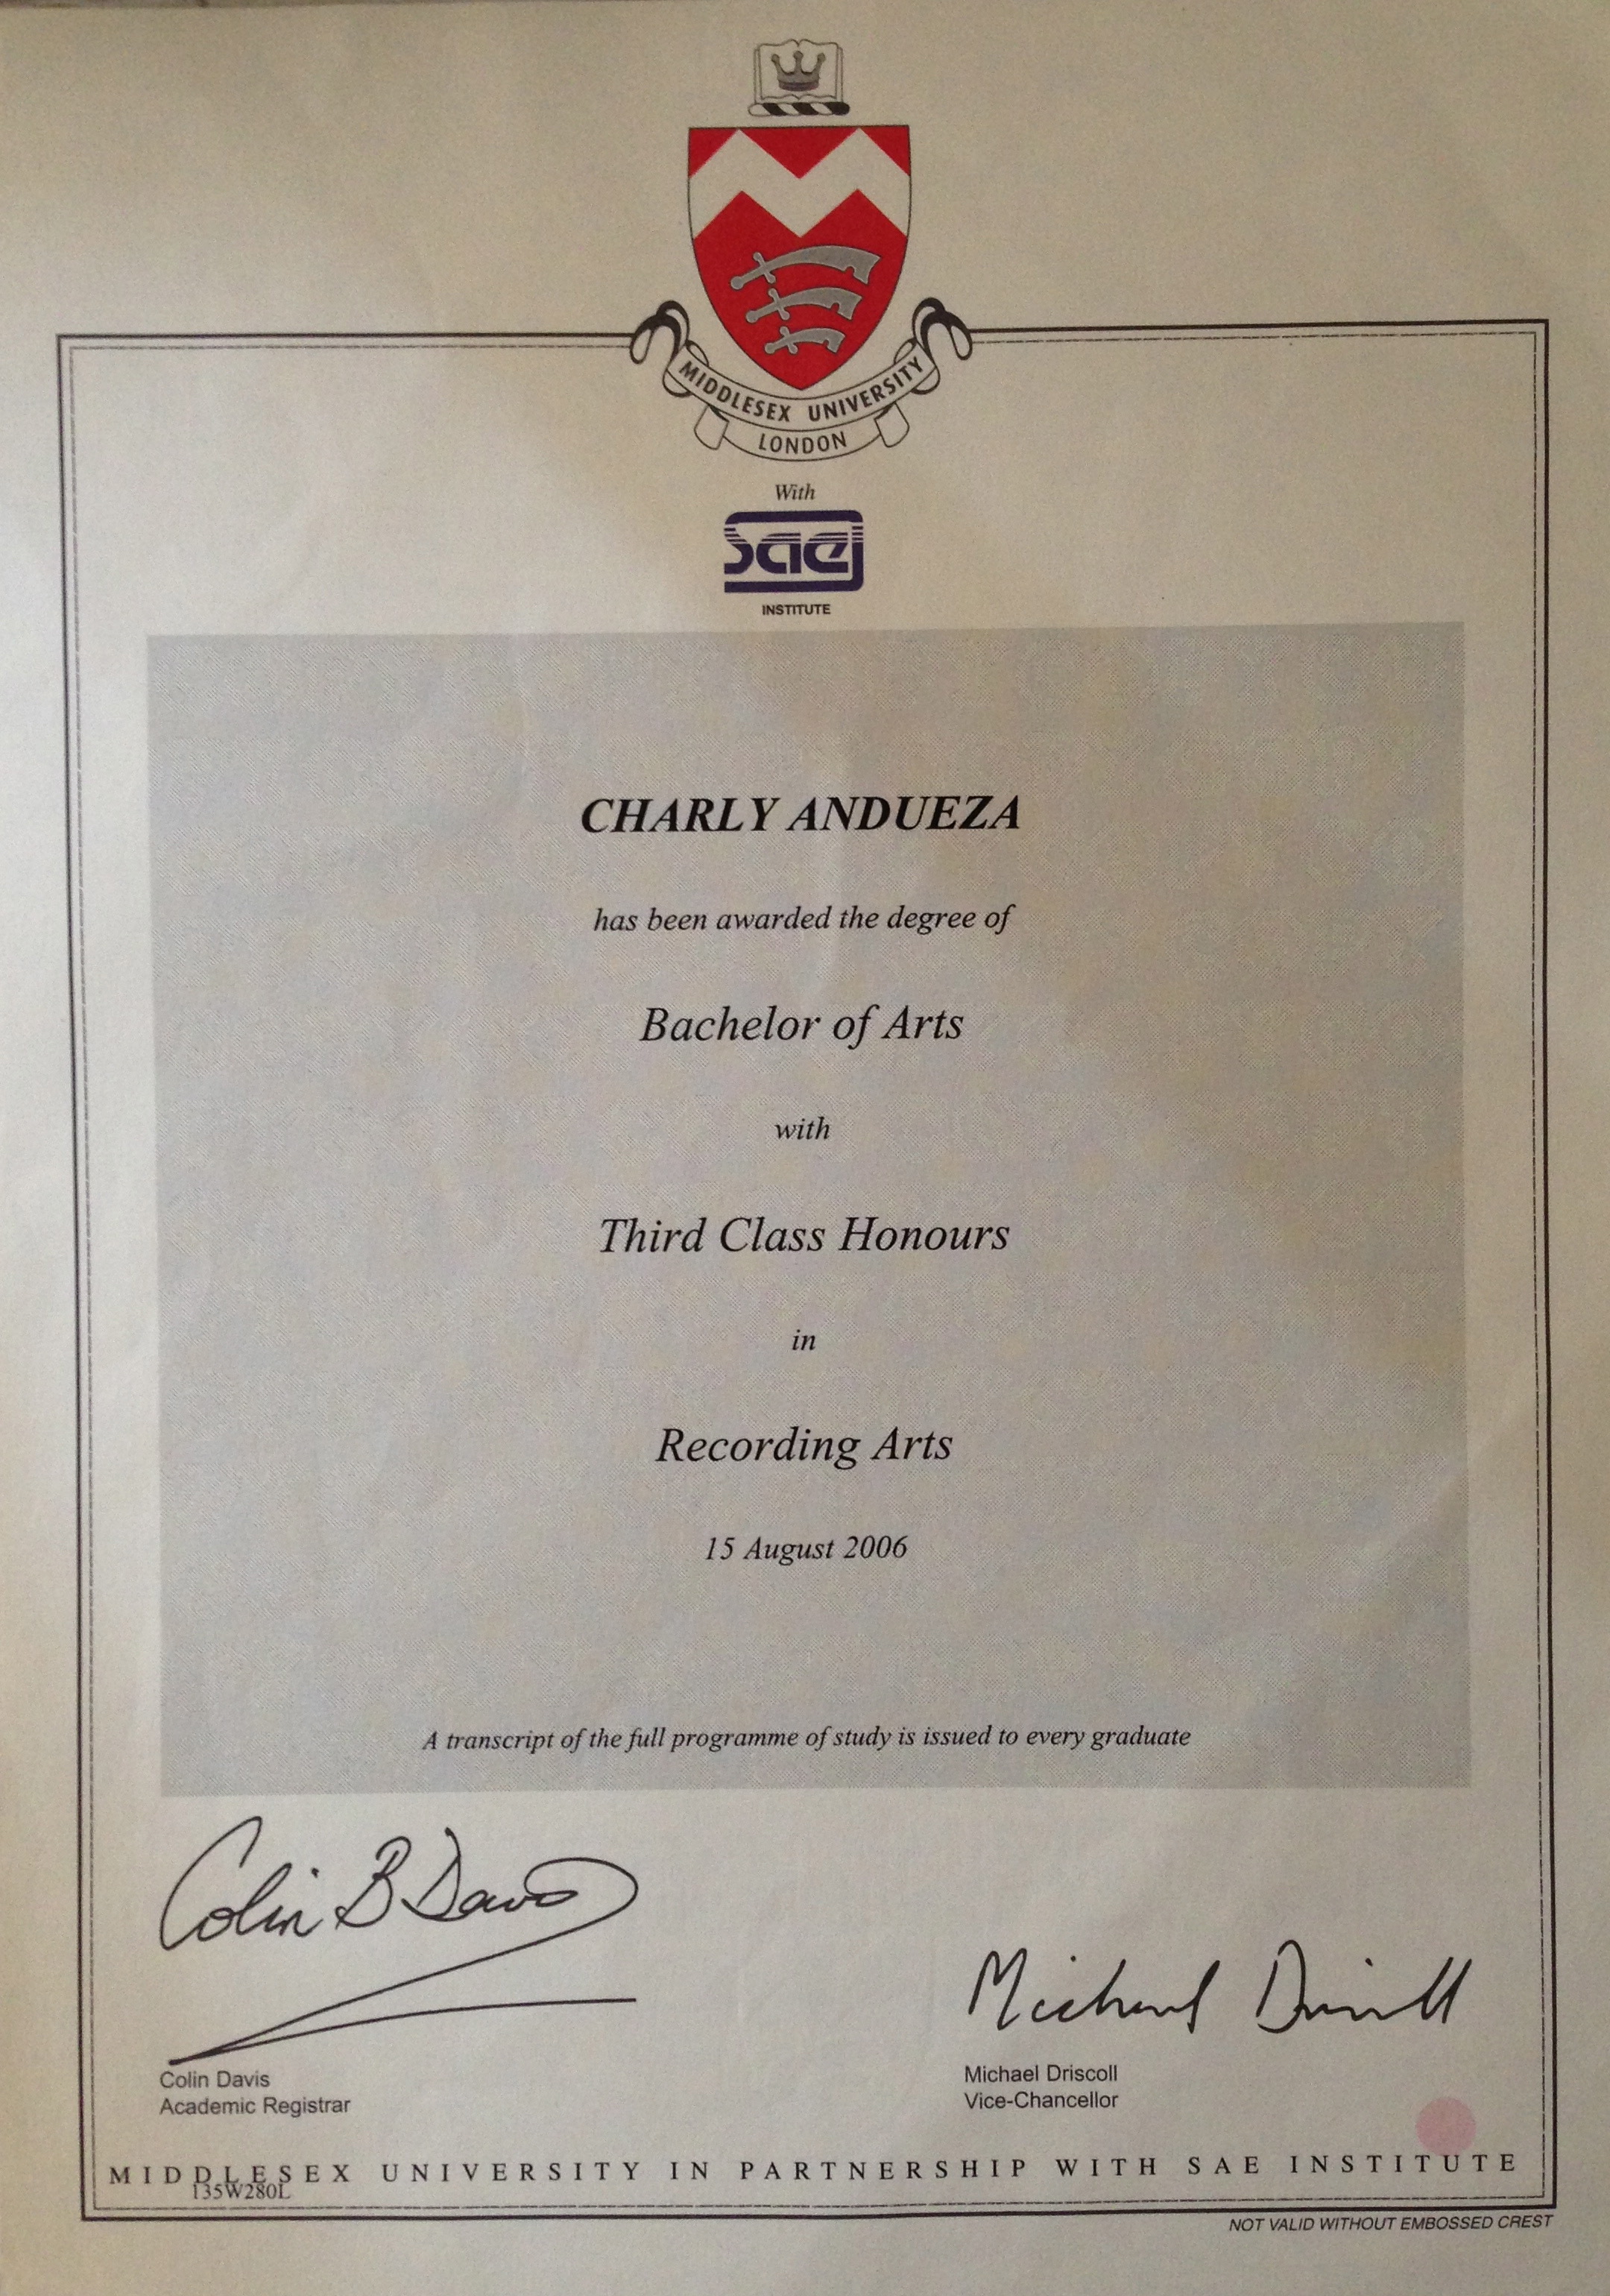 MIDDLESEX UNIVERSITY
LONDON
With
sae
INSTITUTE
CHARLY ANDUEZA
has been awarded the degree of
Bachelor of Arts
with
Third Class Honours
in
Recording Arts
15 August 2006
A transcript of the full programme of study is issued to every graduate
Colin B Davis
Michael Driscoll
Colin Davis
Academic Registrar
Michael Driscoll
Vice-Chancellor
MIDDLESEX UNIVERSITY IN PARTNERSHIP WITH SAE INSTITUTE
135W280L
NOT VALID WITHOUT EMBOSSED CREST